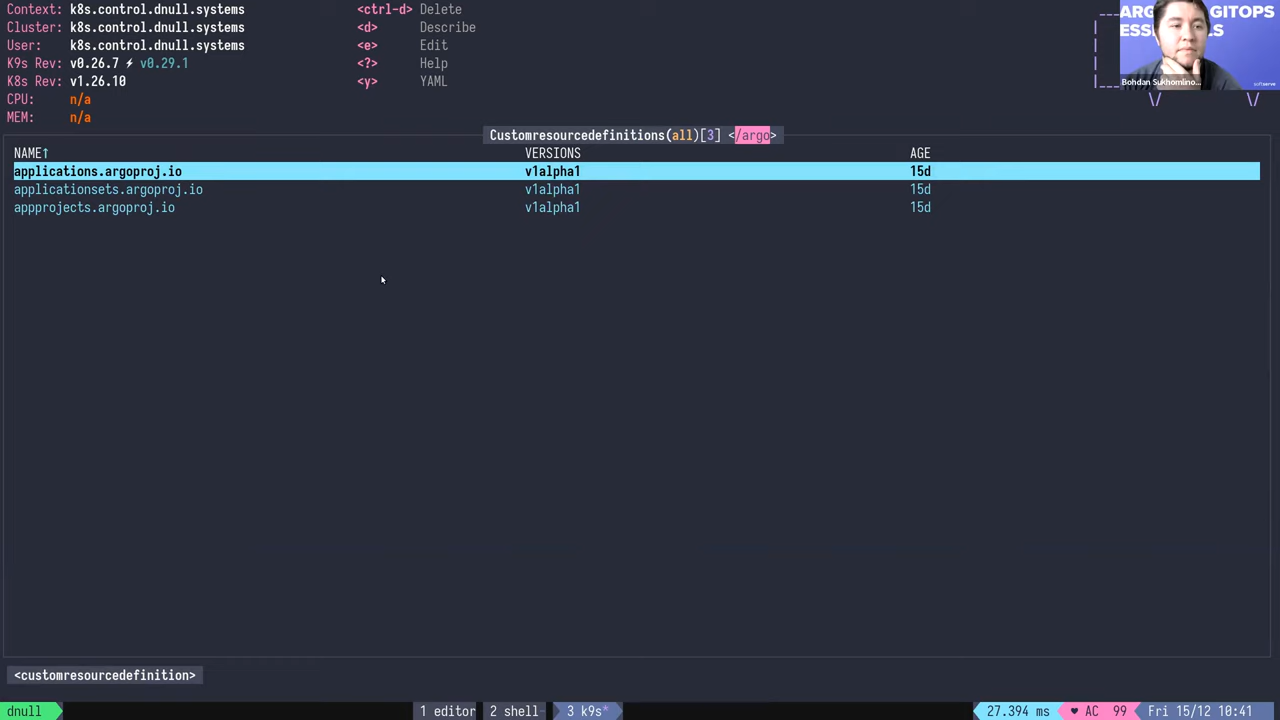 Context: k8s.control.dnull.systems
Cluster: k8s.control.dnull.systems
User: k8s.control.dnull.systems
K9s Rev: v0.26.7 ⚡ v0.29.1
K8s Rev: v1.26.10
CPU: n/a
MEM: n/a
<ctrl-d> Delete
<d> Describe
<e> Edit
<?> Help
<y> YAML
Bohdan Sukhomlino...
softserve
Customresourcedefinitions(all)[3] </argo>
NAME↑ VERSIONS AGE
applications.argoproj.io v1alpha1 15d
applicationsets.argoproj.io v1alpha1 15d
appprojects.argoproj.io v1alpha1 15d
<customresourcedefinition>
dnull 1 editor 2 shell- 3 k9s* 27.394 ms ♥ AC 99 Fri 15/12 10:41